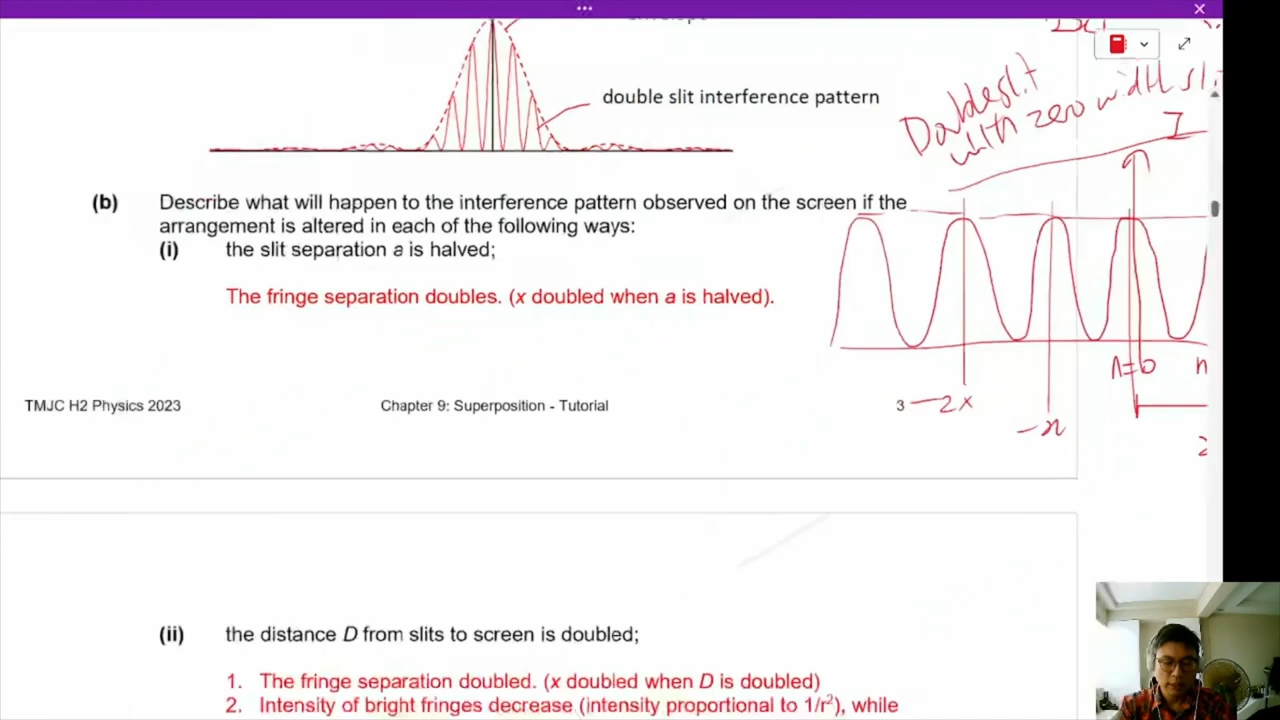 double slit interference pattern
Double slit
with zero width sl
I
(b) Describe what will happen to the interference pattern observed on the screen if the
arrangement is altered in each of the following ways:
(i) the slit separation a is halved;
The fringe separation doubles. (x doubled when a is halved).
n=0 n
TMJC H2 Physics 2023 Chapter 9: Superposition - Tutorial 3
-2x
-x
(ii) the distance D from slits to screen is doubled;
1. The fringe separation doubled. (x doubled when D is doubled)
2. Intensity of bright fringes decrease (intensity proportional to 1/r²), while